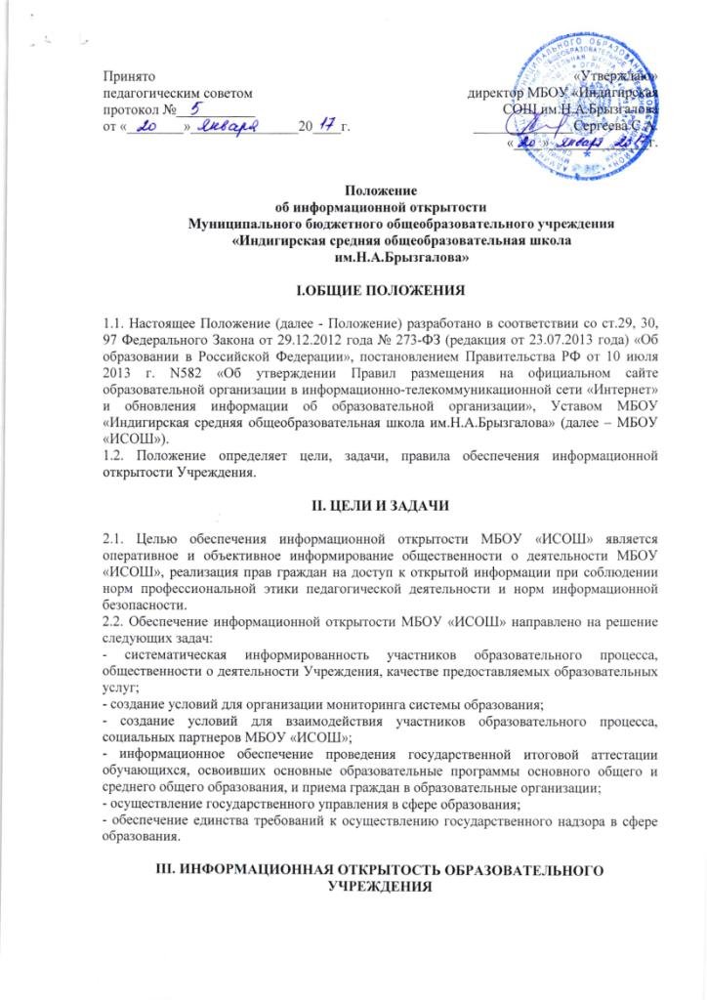 Принято
педагогическим советом
протокол № 5
от « 20 » января 20 17 г.
«Утверждаю»
директор МБОУ «Индигирская
СОШ им.Н.А.Брызгалова
Сергеева С.А.
« 20 » января 2017 г.
Положение
об информационной открытости
Муниципального бюджетного общеобразовательного учреждения
«Индигирская средняя общеобразовательная школа
им.Н.А.Брызгалова»
I.ОБЩИЕ ПОЛОЖЕНИЯ
1.1. Настоящее Положение (далее - Положение) разработано в соответствии со ст.29, 30,
97 Федерального Закона от 29.12.2012 года № 273-ФЗ (редакция от 23.07.2013 года) «Об
образовании в Российской Федерации», постановлением Правительства РФ от 10 июля
2013 г. N582 «Об утверждении Правил размещения на официальном сайте
образовательной организации в информационно-телекоммуникационной сети «Интернет»
и обновления информации об образовательной организации», Уставом МБОУ
«Индигирская средняя общеобразовательная школа им.Н.А.Брызгалова» (далее – МБОУ
«ИСОШ»).
1.2. Положение определяет цели, задачи, правила обеспечения информационной
открытости Учреждения.
II. ЦЕЛИ И ЗАДАЧИ
2.1. Целью обеспечения информационной открытости МБОУ «ИСОШ» является
оперативное и объективное информирование общественности о деятельности МБОУ
«ИСОШ», реализация прав граждан на доступ к открытой информации при соблюдении
норм профессиональной этики педагогической деятельности и норм информационной
безопасности.
2.2. Обеспечение информационной открытости МБОУ «ИСОШ» направлено на решение
следующих задач:
- систематическая информированность участников образовательного процесса,
общественности о деятельности Учреждения, качестве предоставляемых образовательных
услуг;
- создание условий для организации мониторинга системы образования;
- создание условий для взаимодействия участников образовательного процесса,
социальных партнеров МБОУ «ИСОШ»;
- информационное обеспечение проведения государственной итоговой аттестации
обучающихся, освоивших основные образовательные программы основного общего и
среднего общего образования, и приема граждан в образовательные организации;
- осуществление государственного управления в сфере образования;
- обеспечение единства требований к осуществлению государственного надзора в сфере
образования.
III. ИНФОРМАЦИОННАЯ ОТКРЫТОСТЬ ОБРАЗОВАТЕЛЬНОГО
УЧРЕЖДЕНИЯ